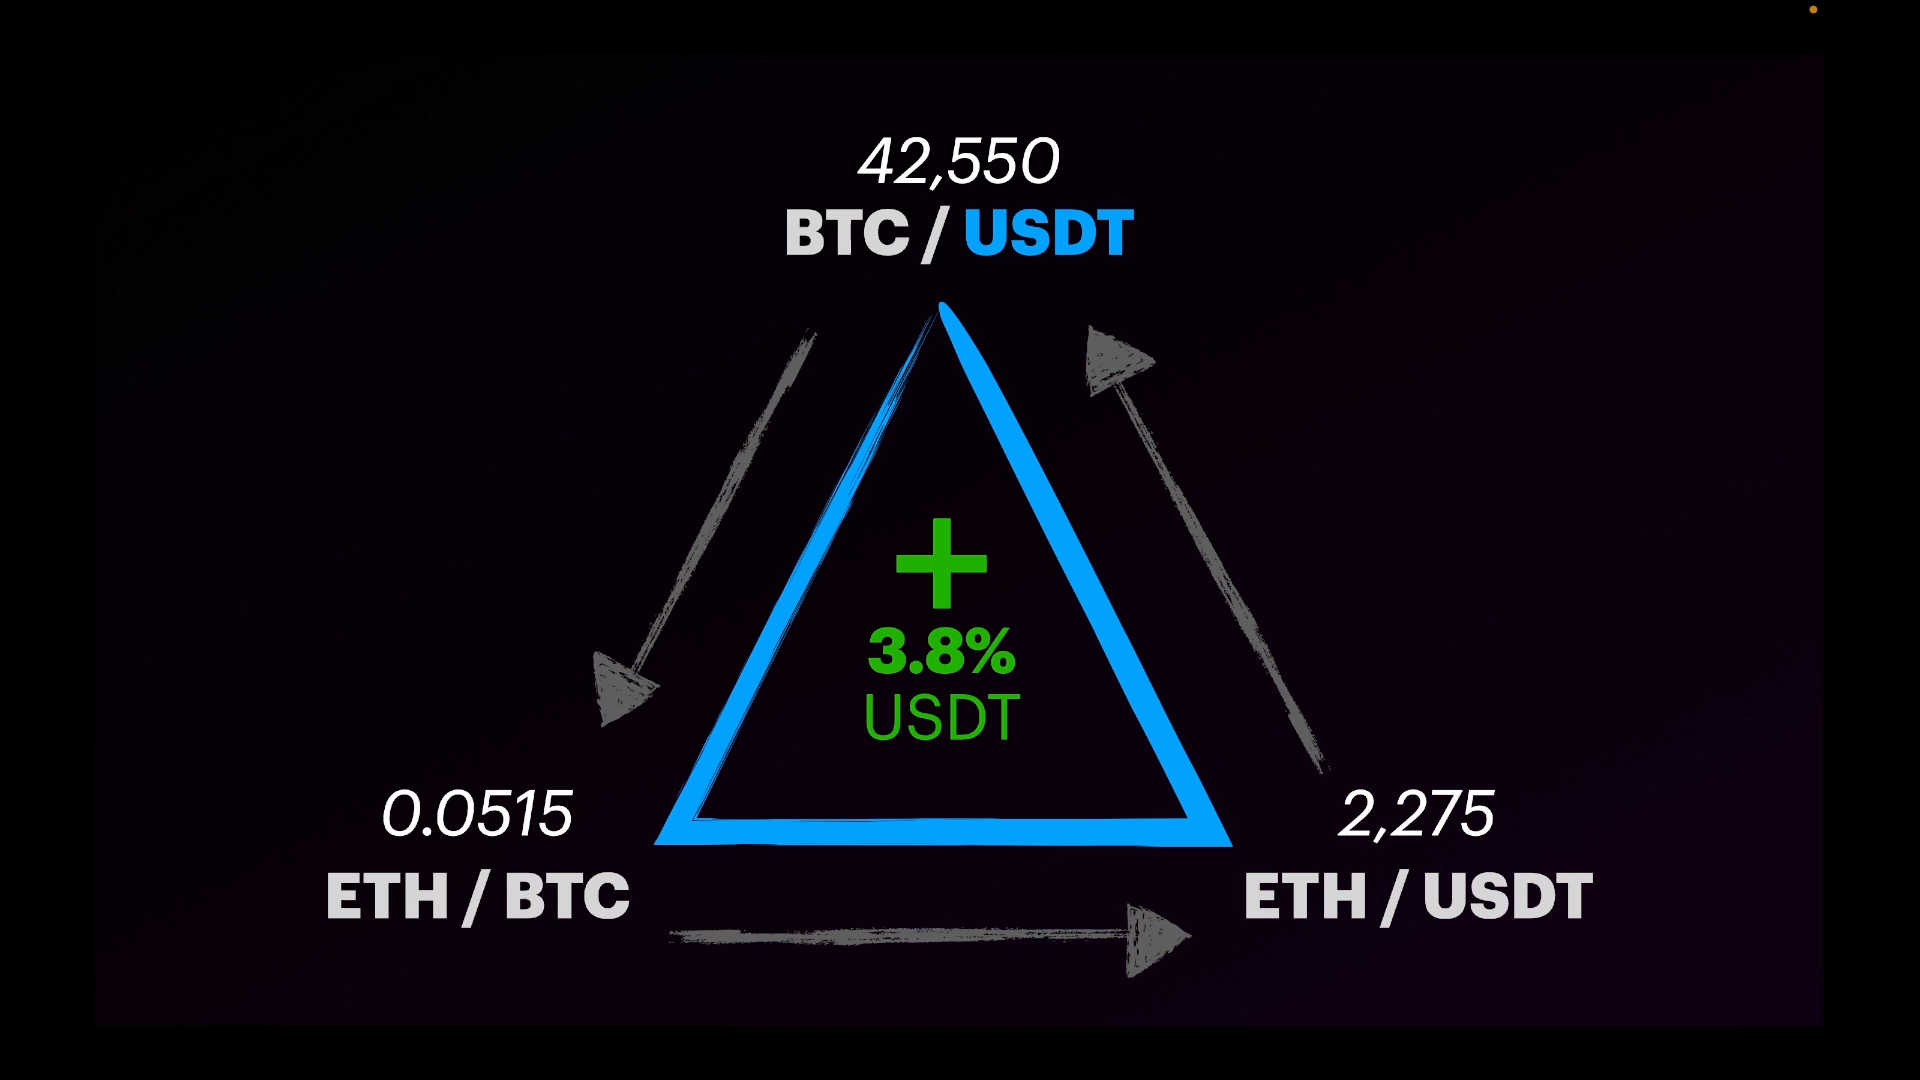 42,550
BTC / USDT
+
3.8%
USDT
0.0515
ETH / BTC
2,275
ETH / USDT